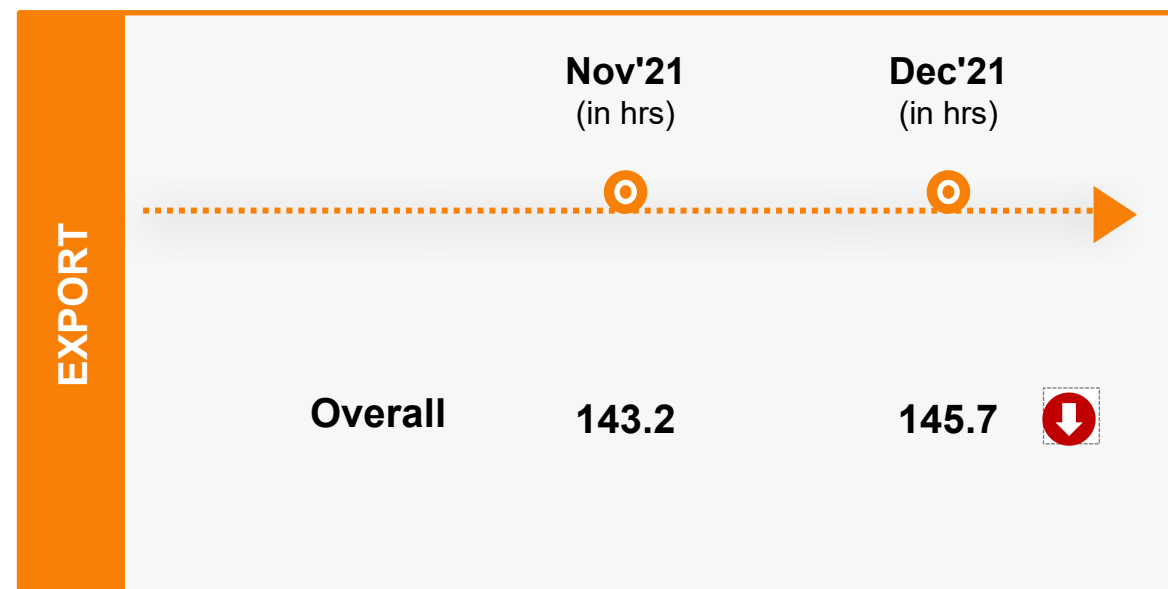 EXPORT
Nov'21
(in hrs)
Dec'21
(in hrs)
Overall 143.2 145.7